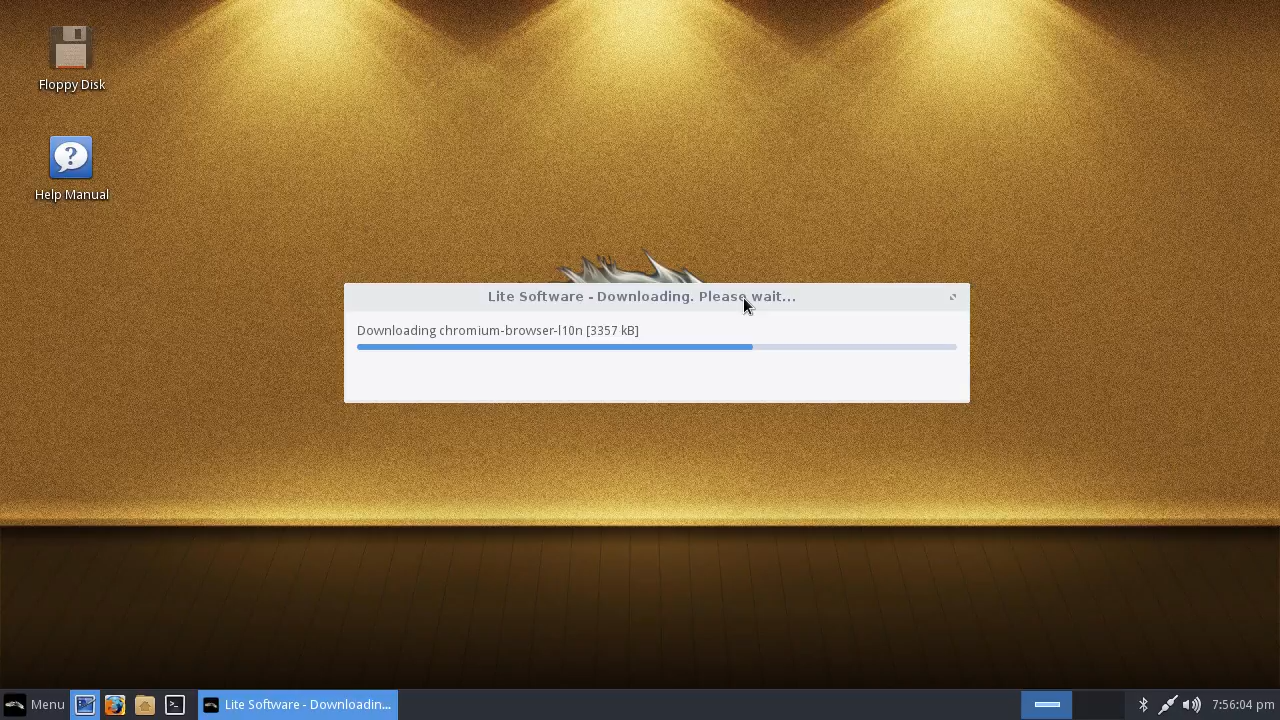 Floppy Disk
Help Manual
Lite Software - Downloading. Please wait...
Downloading chromium-browser-l10n [3357 kB]
Menu
Lite Software - Downloadin...
7:56:04 pm